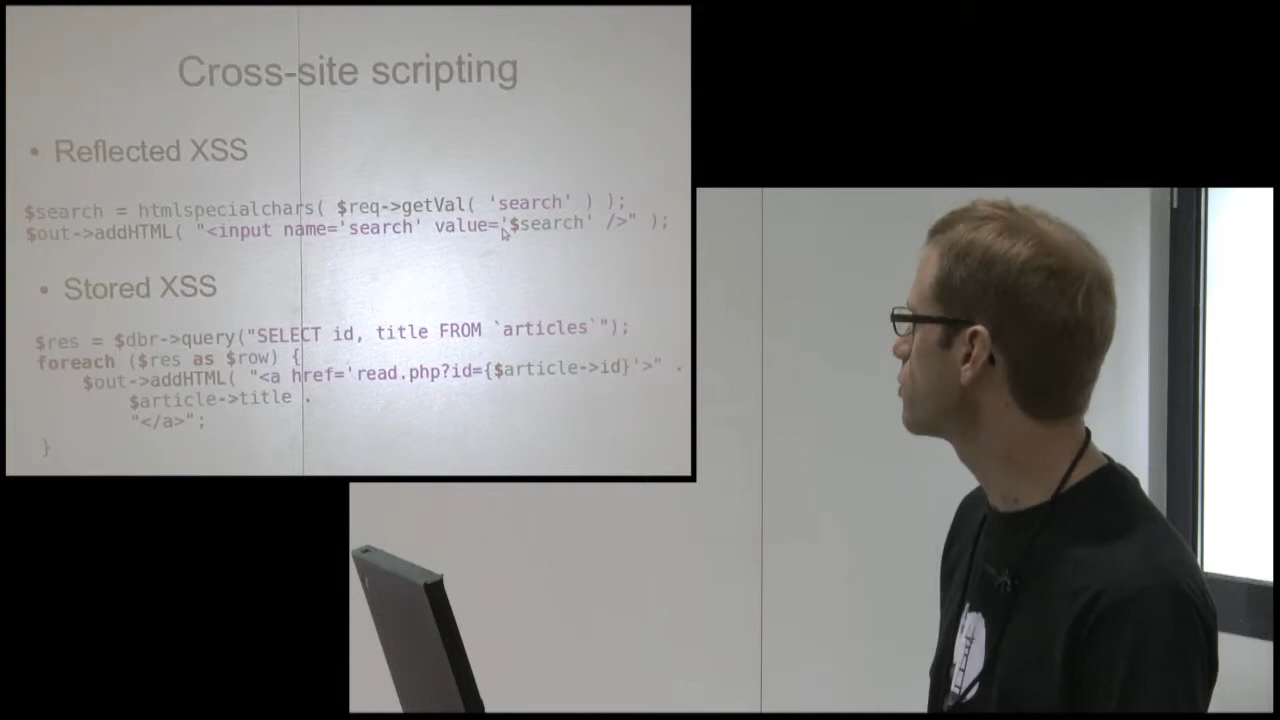 Cross-site scripting
• Reflected XSS
$search = htmlspecialchars( $req->getVal( 'search' ) );
$out->addHTML( "<input name='search' value='$search' />" );
• Stored XSS
$res = $dbr->query("SELECT id, title FROM `articles`");
foreach ($res as $row) {
$out->addHTML( "<a href='read.php?id={$article->id}'>" .
$article->title .
"</a>";
}